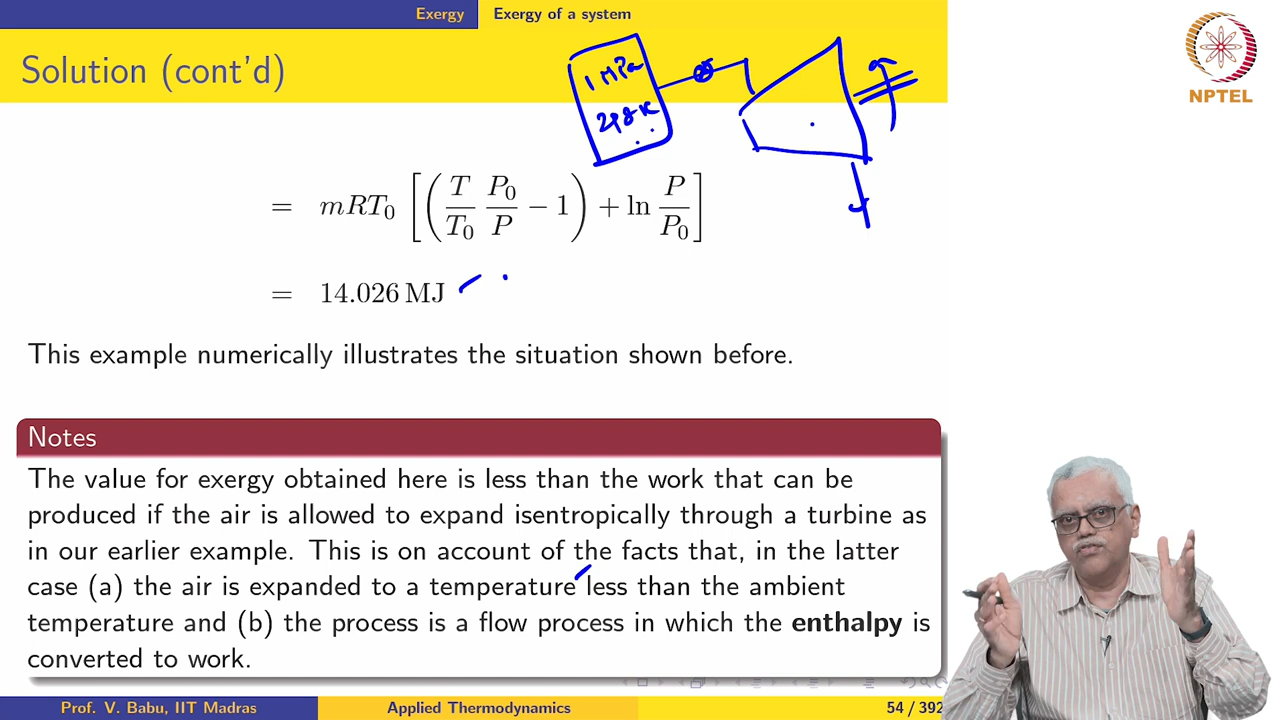 Exergy Exergy of a system
Solution (cont'd)
1 MPa
298K
NPTEL
= mRT₀ [(T/T₀ P₀/P − 1) + ln P/P₀]
= 14.026 MJ
This example numerically illustrates the situation shown before.
Notes
The value for exergy obtained here is less than the work that can be
produced if the air is allowed to expand isentropically through a turbine as
in our earlier example. This is on account of the facts that, in the latter
case (a) the air is expanded to a temperature less than the ambient
temperature and (b) the process is a flow process in which the enthalpy is
converted to work.
Prof. V. Babu, IIT Madras Applied Thermodynamics 54 / 392